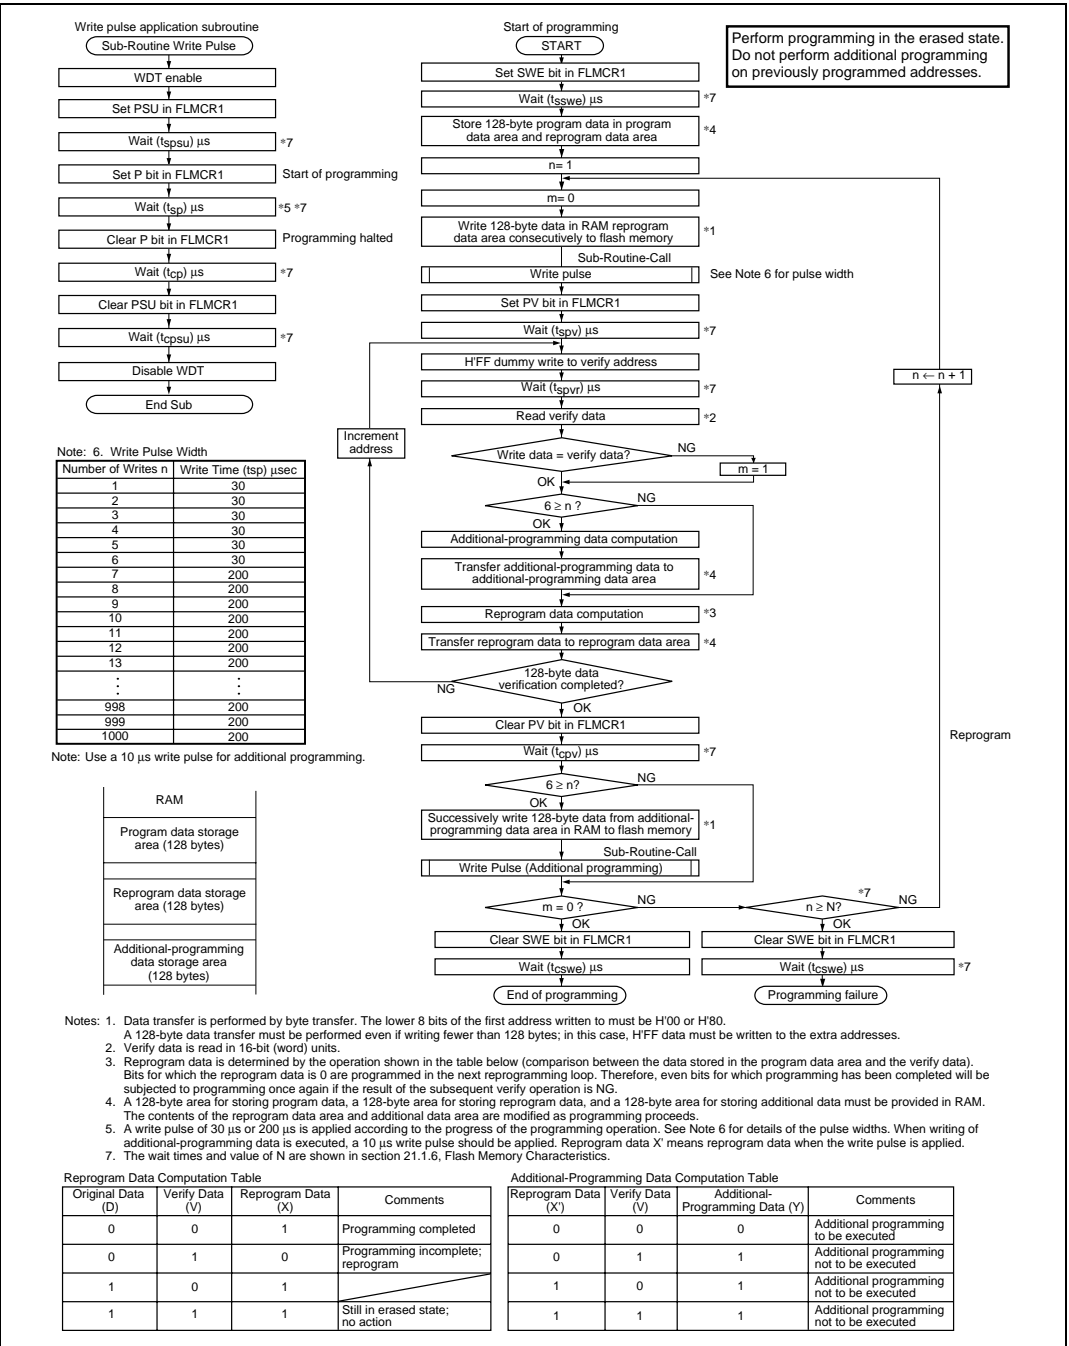 Write pulse application subroutine
Sub-Routine Write Pulse
WDT enable
Set PSU in FLMCR1
Wait (tspsu) μs
*7
Set P bit in FLMCR1
Start of programming
Wait (tsp) μs
*5 *7
Clear P bit in FLMCR1
Programming halted
Wait (tcp) μs
*7
Clear PSU bit in FLMCR1
Wait (tcpsu) μs
*7
Disable WDT
End Sub
Note: 6. Write Pulse Width
Number of Writes n Write Time (tsp) μsec
1 30
2 30
3 30
4 30
5 30
6 30
7 200
8 200
9 200
10 200
11 200
12 200
13 200
998 200
999 200
1000 200
Note: Use a 10 μs write pulse for additional programming.
RAM
Program data storage
area (128 bytes)
Reprogram data storage
area (128 bytes)
Additional-programming
data storage area
(128 bytes)
Start of programming
START
Perform programming in the erased state.
Do not perform additional programming
on previously programmed addresses.
Set SWE bit in FLMCR1
Wait (tsswe) μs
*7
Store 128-byte program data in program
data area and reprogram data area
*4
n= 1
m= 0
Write 128-byte data in RAM reprogram
data area consecutively to flash memory
*1
Sub-Routine-Call
Write pulse
See Note 6 for pulse width
Set PV bit in FLMCR1
Wait (tspv) μs
*7
H'FF dummy write to verify address
Wait (tspvr) μs
*7
Read verify data
*2
Increment
address
n ← n + 1
Write data = verify data?
NG
m = 1
OK
6 ≥ n ?
NG
OK
Additional-programming data computation
Transfer additional-programming data to
additional-programming data area
*4
Reprogram data computation
*3
Transfer reprogram data to reprogram data area
*4
128-byte data
verification completed?
NG
OK
Clear PV bit in FLMCR1
Reprogram
Wait (tcpv) μs
*7
6 ≥ n?
NG
OK
Successively write 128-byte data from additional-
programming data area in RAM to flash memory
*1
Sub-Routine-Call
Write Pulse (Additional programming)
m = 0 ?
NG
*7
n ≥ N?
NG
OK
OK
Clear SWE bit in FLMCR1
Clear SWE bit in FLMCR1
Wait (tcswe) μs
Wait (tcswe) μs
*7
End of programming
Programming failure
Notes: 1. Data transfer is performed by byte transfer. The lower 8 bits of the first address written to must be H'00 or H'80.
A 128-byte data transfer must be performed even if writing fewer than 128 bytes; in this case, H'FF data must be written to the extra addresses.
2. Verify data is read in 16-bit (word) units.
3. Reprogram data is determined by the operation shown in the table below (comparison between the data stored in the program data area and the verify data).
Bits for which the reprogram data is 0 are programmed in the next reprogramming loop. Therefore, even bits for which programming has been completed will be
subjected to programming once again if the result of the subsequent verify operation is NG.
4. A 128-byte area for storing program data, a 128-byte area for storing reprogram data, and a 128-byte area for storing additional data must be provided in RAM.
The contents of the reprogram data area and additional data area are modified as programming proceeds.
5. A write pulse of 30 μs or 200 μs is applied according to the progress of the programming operation. See Note 6 for details of the pulse widths. When writing of
additional-programming data is executed, a 10 μs write pulse should be applied. Reprogram data X' means reprogram data when the write pulse is applied.
7. The wait times and value of N are shown in section 21.1.6, Flash Memory Characteristics.
Reprogram Data Computation Table
Original Data (D) Verify Data (V) Reprogram Data (X) Comments
0 0 1 Programming completed
0 1 0 Programming incomplete; reprogram
1 0 1
1 1 1 Still in erased state; no action
Additional-Programming Data Computation Table
Reprogram Data (X') Verify Data (V) Additional-Programming Data (Y) Comments
0 0 0 Additional programming to be executed
0 1 1 Additional programming not to be executed
1 0 1 Additional programming not to be executed
1 1 1 Additional programming not to be executed